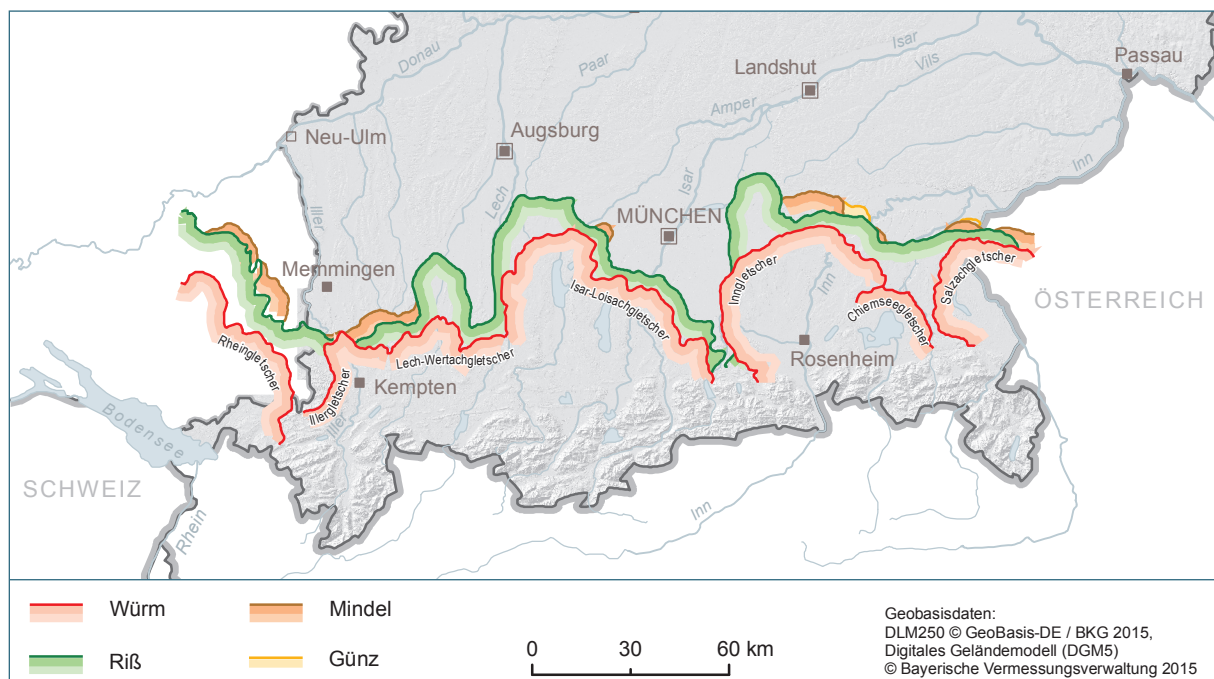 Donau
Paar
Isar
Vils
Passau
Landshut
Amper
Neu-Ulm
Augsburg
Lech
Isar
Inn
Iller
MÜNCHEN
Memmingen
Inngletscher
Salzachgletscher
Isar-Loisachgletscher
Inn
Chiemseegletscher
ÖSTERREICH
Rheingletscher
Lech-Wertachgletscher
Rosenheim
Kempten
Illergletscher
Iller
Bodensee
SCHWEIZ
Rhein
Inn
Würm
Mindel
Riß
Günz
0 30 60 km
Geobasisdaten:
DLM250 © GeoBasis-DE / BKG 2015,
Digitales Geländemodell (DGM5)
© Bayerische Vermessungsverwaltung 2015